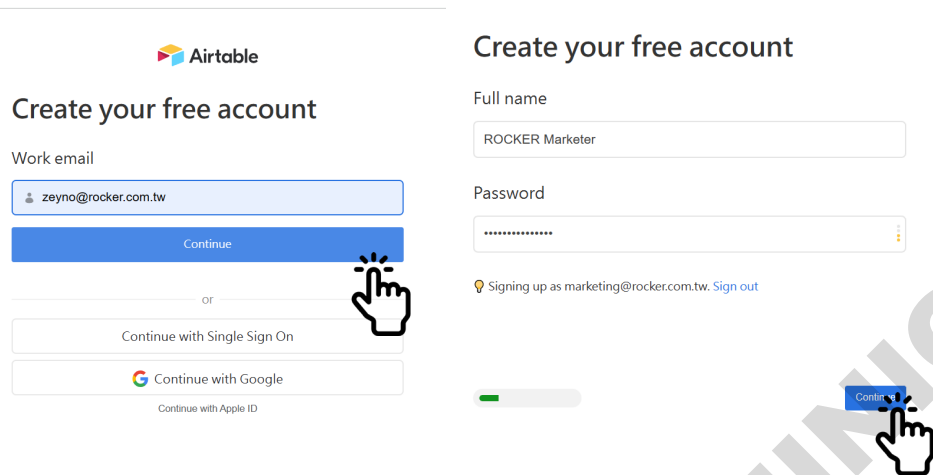 Airtable
Create your free account
Work email
zeyno@rocker.com.tw
Continue
or
Continue with Single Sign On
Continue with Google
Continue with Apple ID
Create your free account
Full name
ROCKER Marketer
Password
•••••••••••••••
Signing up as marketing@rocker.com.tw. Sign out
Continue